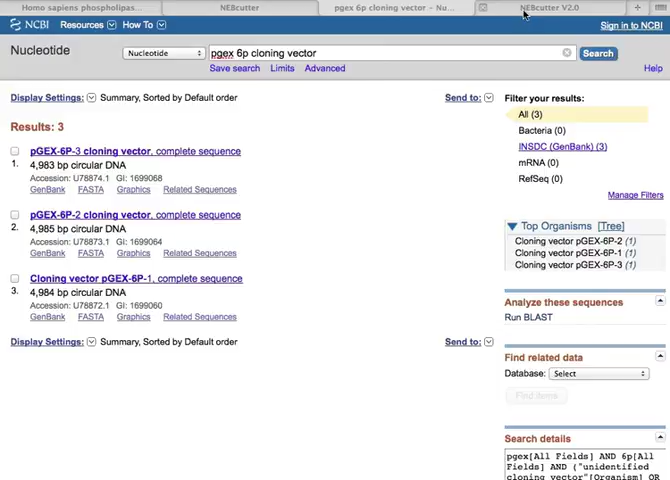 Homo sapiens phospholipas...
NEBcutter
pgex 6p cloning vector – Nu...
NEBcutter V2.0
+
NCBI
Resources
How To
Sign in to NCBI
Nucleotide
Nucleotide
pgex 6p cloning vector
Search
Save search
Limits
Advanced
Help
Display Settings:
Summary, Sorted by Default order
Send to:
Results: 3
pGEX-6P-3 cloning vector, complete sequence
1.
4,983 bp circular DNA
Accession: U78874.1 GI: 1699068
GenBank FASTA Graphics Related Sequences
pGEX-6P-2 cloning vector, complete sequence
2.
4,985 bp circular DNA
Accession: U78873.1 GI: 1699064
GenBank FASTA Graphics Related Sequences
Cloning vector pGEX-6P-1, complete sequence
3.
4,984 bp circular DNA
Accession: U78872.1 GI: 1699060
GenBank FASTA Graphics Related Sequences
Display Settings:
Summary, Sorted by Default order
Send to:
Filter your results:
All (3)
Bacteria (0)
INSDC (GenBank) (3)
mRNA (0)
RefSeq (0)
Manage Filters
Top Organisms [Tree]
Cloning vector pGEX-6P-2 (1)
Cloning vector pGEX-6P-1 (1)
Cloning vector pGEX-6P-3 (1)
Analyze these sequences
Run BLAST
Find related data
Database: Select
Find items
Search details
pgex[All Fields] AND 6p[All
Fields] AND ("unidentified
cloning vector"[Organism] OR